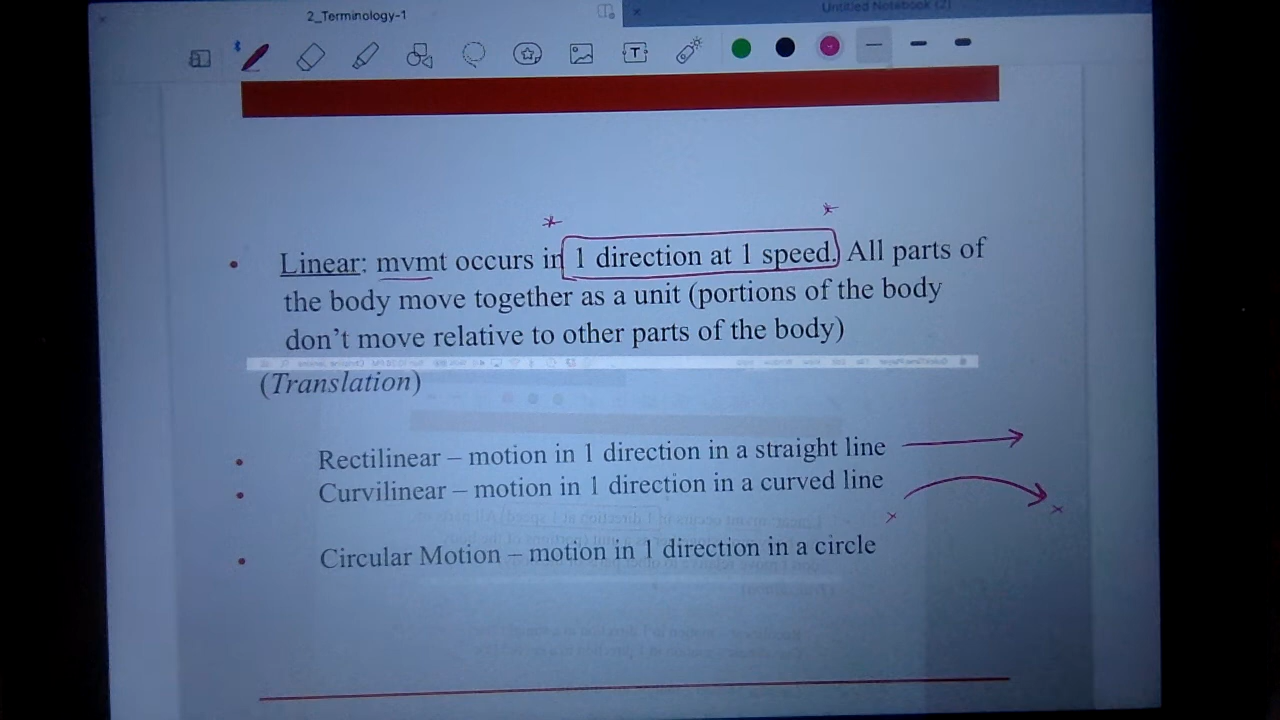 2_Terminology-1
Untitled Notebook (2)
T
• Linear: mvmt occurs in 1 direction at 1 speed. All parts of
the body move together as a unit (portions of the body
don’t move relative to other parts of the body)
(Translation)
• Rectilinear – motion in 1 direction in a straight line
• Curvilinear – motion in 1 direction in a curved line
• Circular Motion – motion in 1 direction in a circle